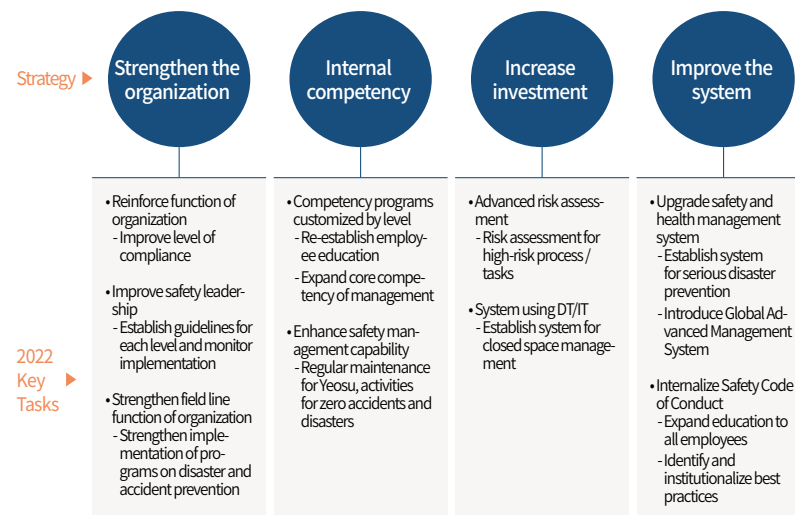 Strategy
Strengthen the
organization
Internal
competency
Increase
investment
Improve the
system
2022
Key
Tasks
• Reinforce function of
organization
- Improve level of
compliance
• Improve safety leader-
ship
- Establish guidelines for
each level and monitor
implementation
• Strengthen field line
function of organization
- Strengthen imple-
mentation of pro-
grams on disaster and
accident prevention
• Competency programs
customized by level
- Re-establish employ-
ee education
- Expand core compe-
tency of management
• Enhance safety man-
agement capability
- Regular maintenance
for Yeosu, activities
for zero accidents and
disasters
• Advanced risk assess-
ment
- Risk assessment for
high-risk process /
tasks
• System using DT/IT
- Establish system for
closed space manage-
ment
• Upgrade safety and
health management
system
- Establish system
for serious disaster
prevention
- Introduce Global Ad-
vanced Management
System
• Internalize Safety Code
of Conduct
- Expand education to
all employees
- Identify and
institutionalize best
practices